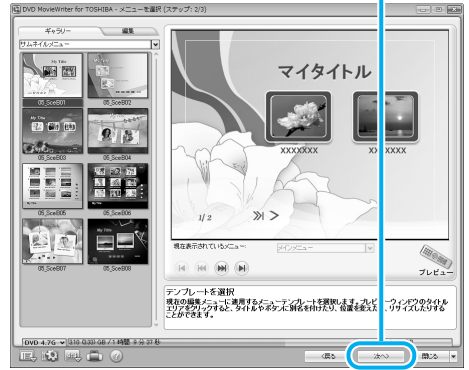 DVD MovieWriter for TOSHIBA - メニューを選択 (ステップ: 2/3)
ギャラリー
編集
サムネイルメニュー
My Title
05_SceB01
05_SceB02
05_SceB03
05_SceB04
05_SceB05
05_SceB06
05_SceB07
05_SceB08
マイタイトル
XXXXXXXX
1/2
現在表示されているメニュー:
メインメニュー
プレビュー
テンプレートを選択
現在の編集メニューに適用するメニューテンプレートを選択します。プレビューウィンドウのタイトル
エリアをクリックすると、タイトルやボタンに別名を付けたり、位置を変えたり、リサイズしたりする
ことができます。
DVD 4.7G
1 時間 9 分 37 秒
<戻る
次へ>
閉じる